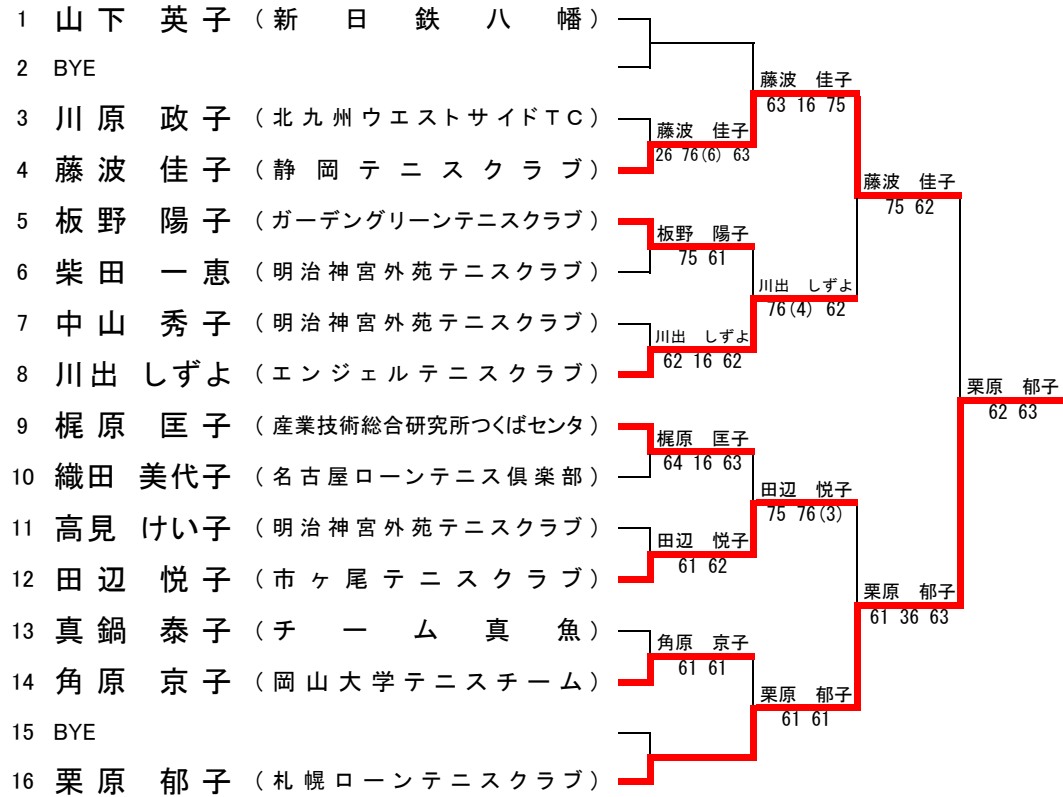 1 山下 英子 (新日鉄八幡)
2 BYE
3 川原 政子 (北九州ウエストサイドTC)
4 藤波 佳子 (静岡テニスクラブ)
5 板野 陽子 (ガーデングリーンテニスクラブ)
6 柴田 一恵 (明治神宮外苑テニスクラブ)
7 中山 秀子 (明治神宮外苑テニスクラブ)
8 川出 しずよ (エンジェルテニスクラブ)
9 梶原 匡子 (産業技術総合研究所つくばセンタ)
10 織田 美代子 (名古屋ローンテニス倶楽部)
11 高見 けい子 (明治神宮外苑テニスクラブ)
12 田辺 悦子 (市ヶ尾テニスクラブ)
13 真鍋 泰子 (チーム真魚)
14 角原 京子 (岡山大学テニスチーム)
15 BYE
16 栗原 郁子 (札幌ローンテニスクラブ)
藤波 佳子
26 76(6) 63
板野 陽子
75 61
川出 しずよ
62 16 62
梶原 匡子
64 16 63
田辺 悦子
61 62
角原 京子
61 61
藤波 佳子
63 16 75
川出 しずよ
76(4) 62
田辺 悦子
75 76(3)
栗原 郁子
61 61
藤波 佳子
75 62
栗原 郁子
61 36 63
栗原 郁子
62 63